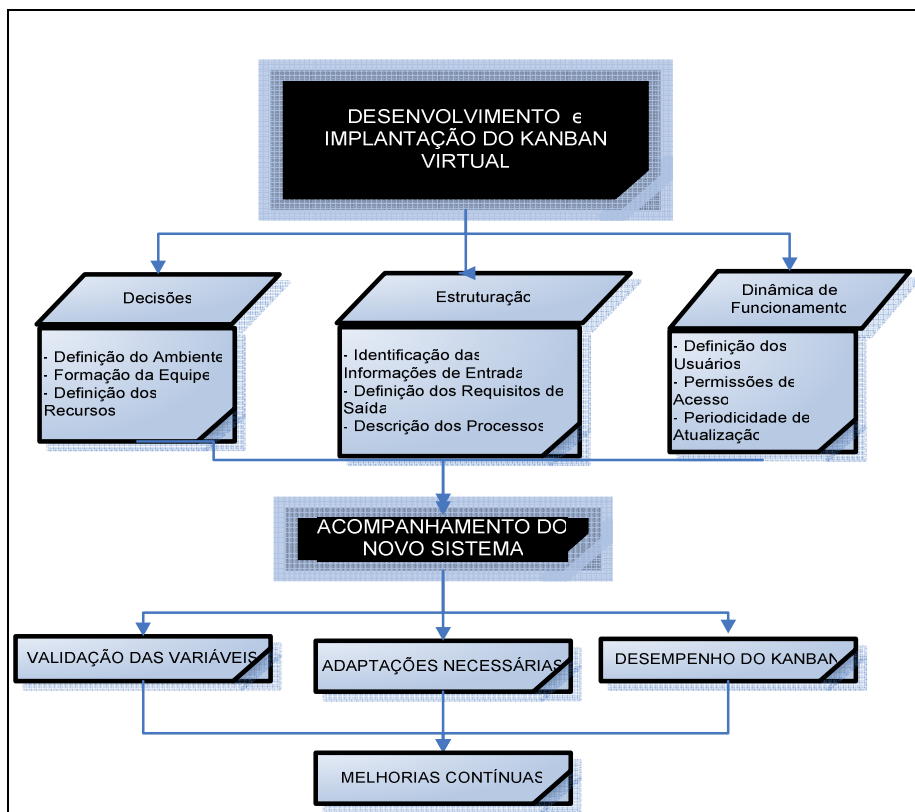 DESENVOLVIMENTO e
IMPLANTAÇÃO DO KANBAN
VIRTUAL
Decisões
Estruturação
Dinâmica de
Funcionamento
- Definição do Ambiente
- Formação da Equipe
- Definição dos
Recursos
- Identificação das
Informações de Entrada
- Definição dos Requisitos de
Saída
- Descrição dos Processos
- Definição dos
Usuários
- Permissões de
Acesso
- Periodicidade de
Atualização
ACOMPANHAMENTO DO
NOVO SISTEMA
VALIDAÇÃO DAS VARIÁVEIS
ADAPTAÇÕES NECESSÁRIAS
DESEMPENHO DO KANBAN
MELHORIAS CONTÍNUAS